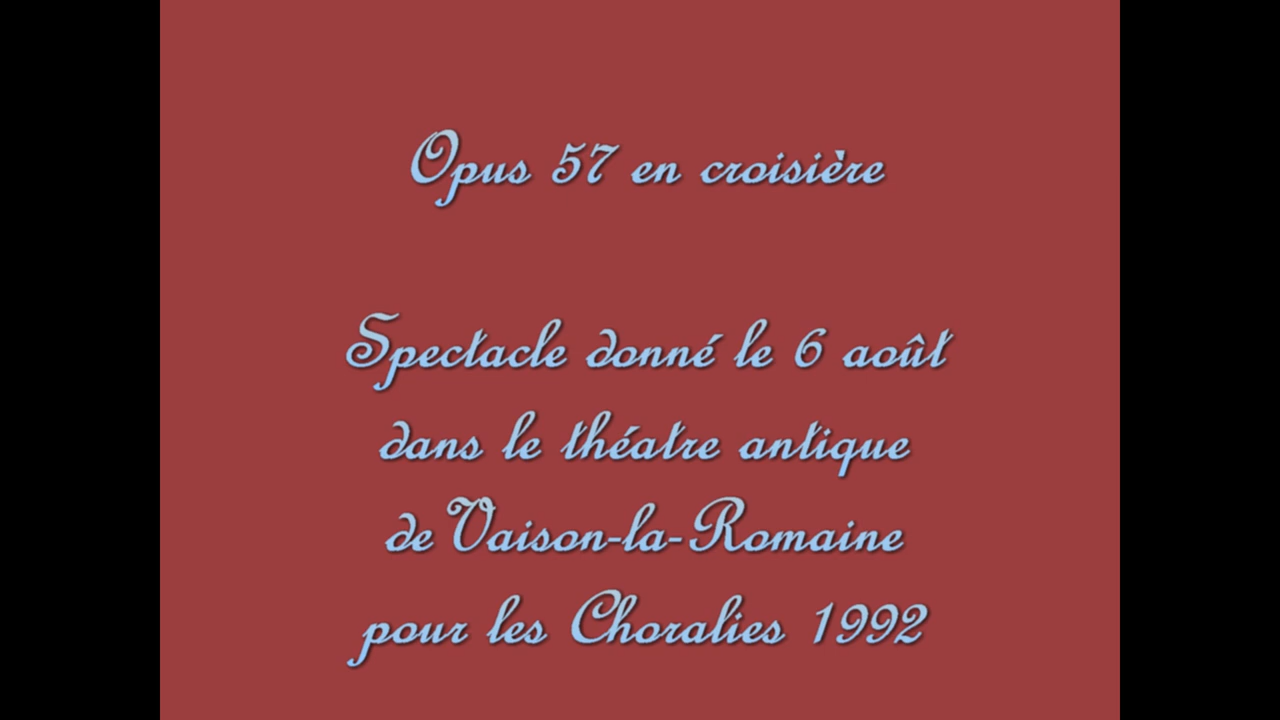 Opus 57 en croisière
Spectacle donné le 6 août
dans le théatre antique
de Vaison-la-Romaine
pour les Choralies 1992